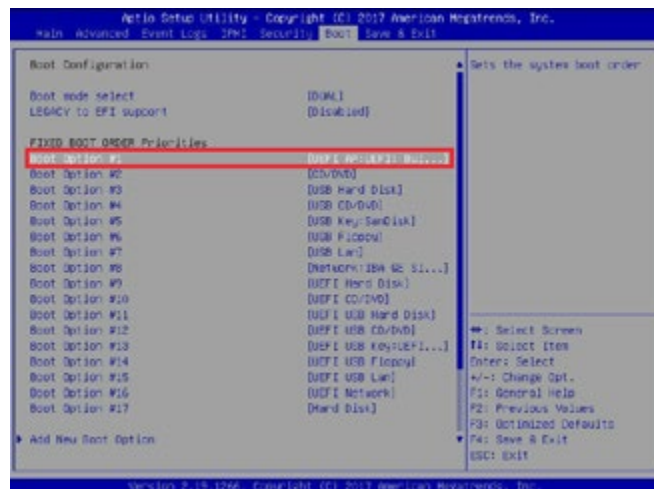 Aptio Setup Utility - Copyright (C) 2017 American Megatrends, Inc.
Main Advanced Event Logs IPMI Security Boot Save & Exit
Boot Configuration
Sets the system boot order
Boot mode select [DUAL]
LEGACY to EFI support [Disabled]
FIXED BOOT ORDER Priorities
Boot Option #1 [UEFI AP:UEFI: Bui...]
Boot Option #2 [CD/DVD]
Boot Option #3 [USB Hard Disk]
Boot Option #4 [USB CD/DVD]
Boot Option #5 [USB Key:SanDisk]
Boot Option #6 [USB Floppy]
Boot Option #7 [USB Lan]
Boot Option #8 [Network:IBA GE Sl...]
Boot Option #9 [UEFI Hard Disk]
Boot Option #10 [UEFI CD/DVD]
Boot Option #11 [UEFI USB Hard Disk]
Boot Option #12 [UEFI USB CD/DVD]
Boot Option #13 [UEFI USB Key:UEFI...]
Boot Option #14 [UEFI USB Floppy]
Boot Option #15 [UEFI USB Lan]
Boot Option #16 [UEFI Network]
Boot Option #17 [Hard Disk]
Add New Boot Option
→←: Select Screen
↑↓: Select Item
Enter: Select
+/-: Change Opt.
F1: General Help
F2: Previous Values
F3: Optimized Defaults
F4: Save & Exit
ESC: Exit
Version 2.19.1266. Copyright (C) 2017 American Megatrends, Inc.